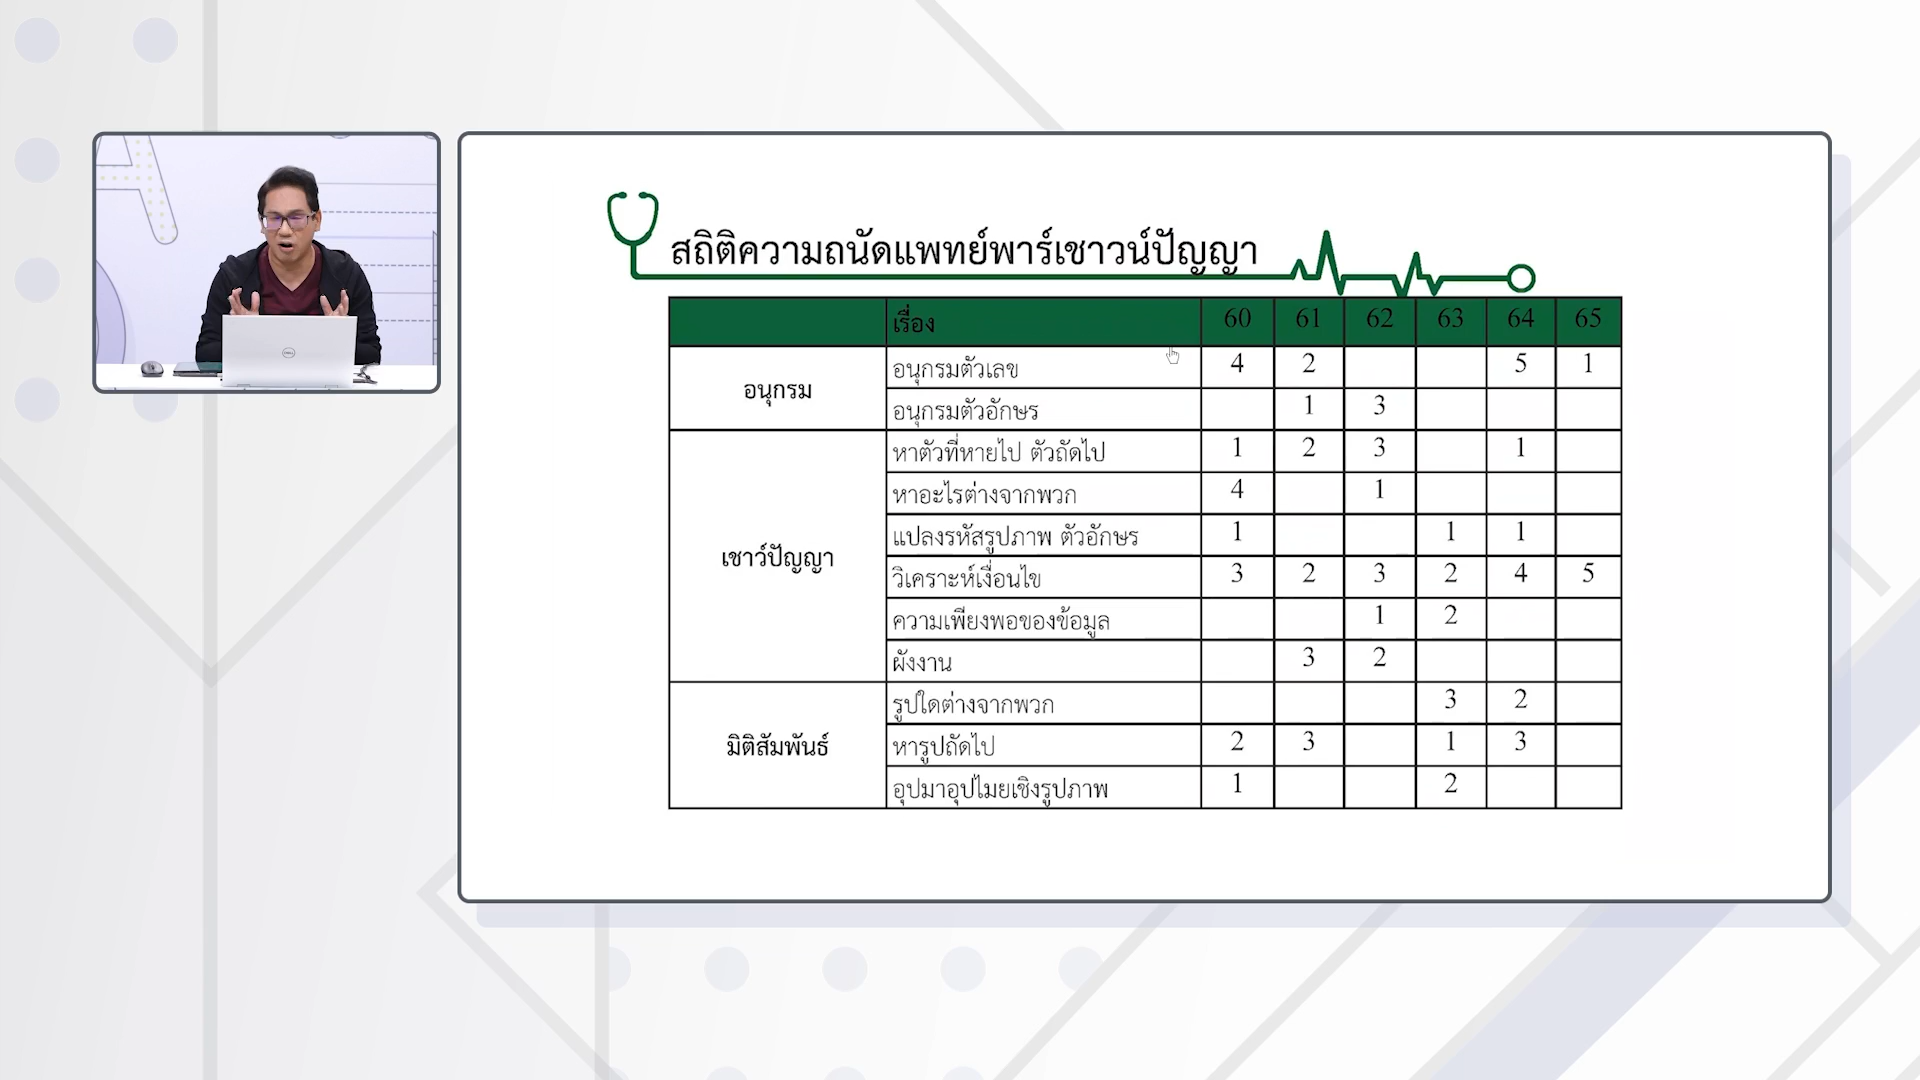 สถิติความถนัดแพทย์พาร์เชาวน์ปัญญา
เรื่อง 60 61 62 63 64 65
อนุกรม
อนุกรมตัวเลข 4 2 5 1
อนุกรมตัวอักษร 1 3
เชาว์ปัญญา
หาตัวที่หายไป ตัวถัดไป 1 2 3 1
หาอะไรต่างจากพวก 4 1
แปลงรหัสรูปภาพ ตัวอักษร 1 1 1
วิเคราะห์เงื่อนไข 3 2 3 2 4 5
ความเพียงพอของข้อมูล 1 2
ผังงาน 3 2
มิติสัมพันธ์
รูปใดต่างจากพวก 3 2
หารูปถัดไป 2 3 1 3
อุปมาอุปไมยเชิงรูปภาพ 1 2